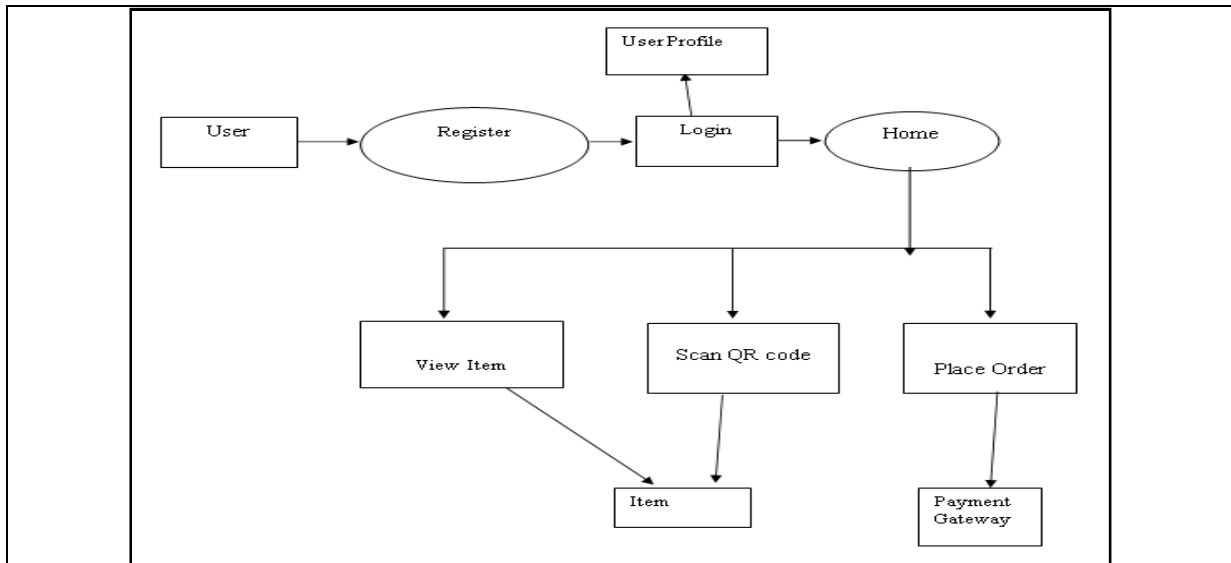 UserProfile
User
Register
Login
Home
View Item
Scan QR code
Place Order
Item
Payment
Gateway